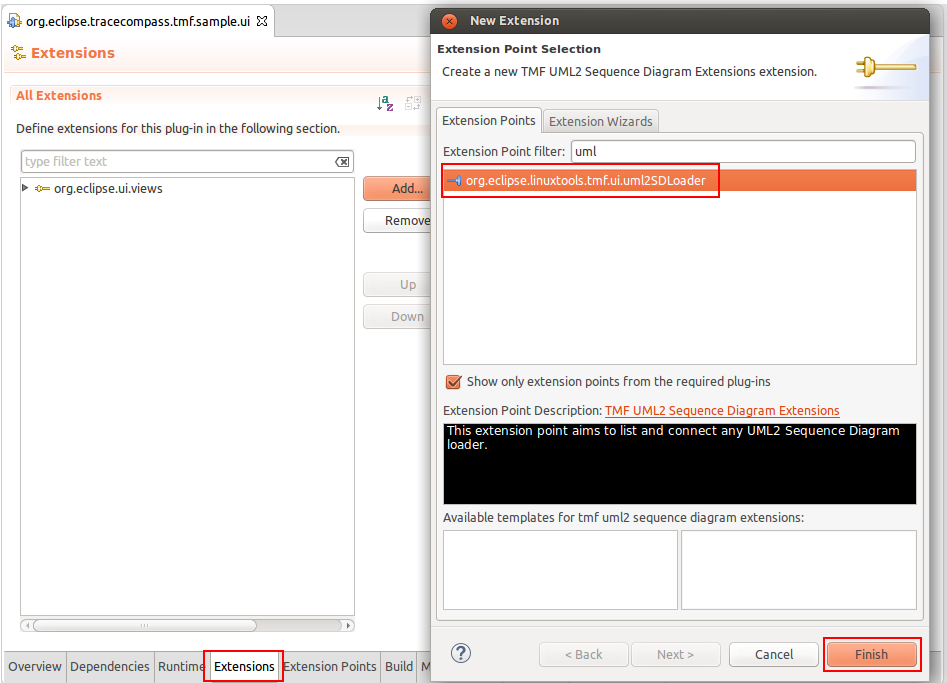 org.eclipse.tracecompass.tmf.sample.ui
Extensions
All Extensions
Define extensions for this plug-in in the following section.
type filter text
org.eclipse.ui.views
Add...
Remove
Up
Down
Overview Dependencies Runtime Extensions Extension Points Build M
New Extension
Extension Point Selection
Create a new TMF UML2 Sequence Diagram Extensions extension.
Extension Points Extension Wizards
Extension Point filter: uml
org.eclipse.linuxtools.tmf.ui.uml2SDLoader
Show only extension points from the required plug-ins
Extension Point Description: TMF UML2 Sequence Diagram Extensions
This extension point aims to list and connect any UML2 Sequence Diagram
loader.
Available templates for tmf uml2 sequence diagram extensions:
< Back Next > Cancel Finish